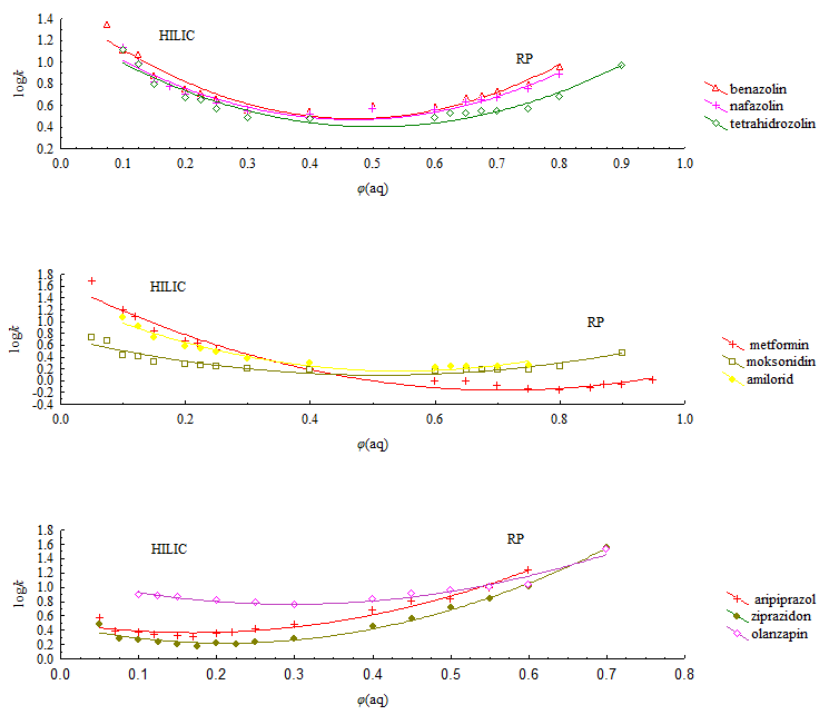 1.4
1.2
1.0
0.8
0.6
0.4
0.2
logk
HILIC
RP
0.0 0.1 0.2 0.3 0.4 0.5 0.6 0.7 0.8 0.9 1.0
φ(aq)
benazolin
nafazolin
tetrahidrozolin
1.8
1.6
1.4
1.2
1.0
0.8
0.6
0.4
0.2
0.0
-0.2
-0.4
logk
HILIC
RP
0.0 0.2 0.4 0.6 0.8 1.0
φ(aq)
metformin
moksonidin
amilorid
1.8
1.6
1.4
1.2
1.0
0.8
0.6
0.4
0.2
0.0
logk
HILIC
RP
0.0 0.1 0.2 0.3 0.4 0.5 0.6 0.7 0.8
φ(aq)
aripiprazol
ziprazidon
olanzapin